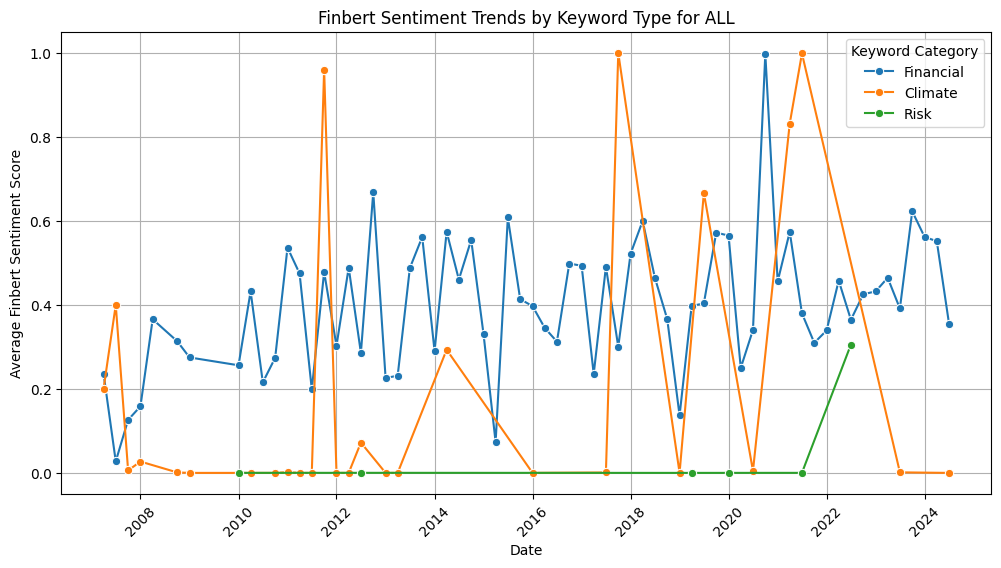 Finbert Sentiment Trends by Keyword Type for ALL
Keyword Category
Financial
Climate
Risk
Average Finbert Sentiment Score
1.0
0.8
0.6
0.4
0.2
0.0
2008
2010
2012
2014
2016
2018
2020
2022
2024
Date